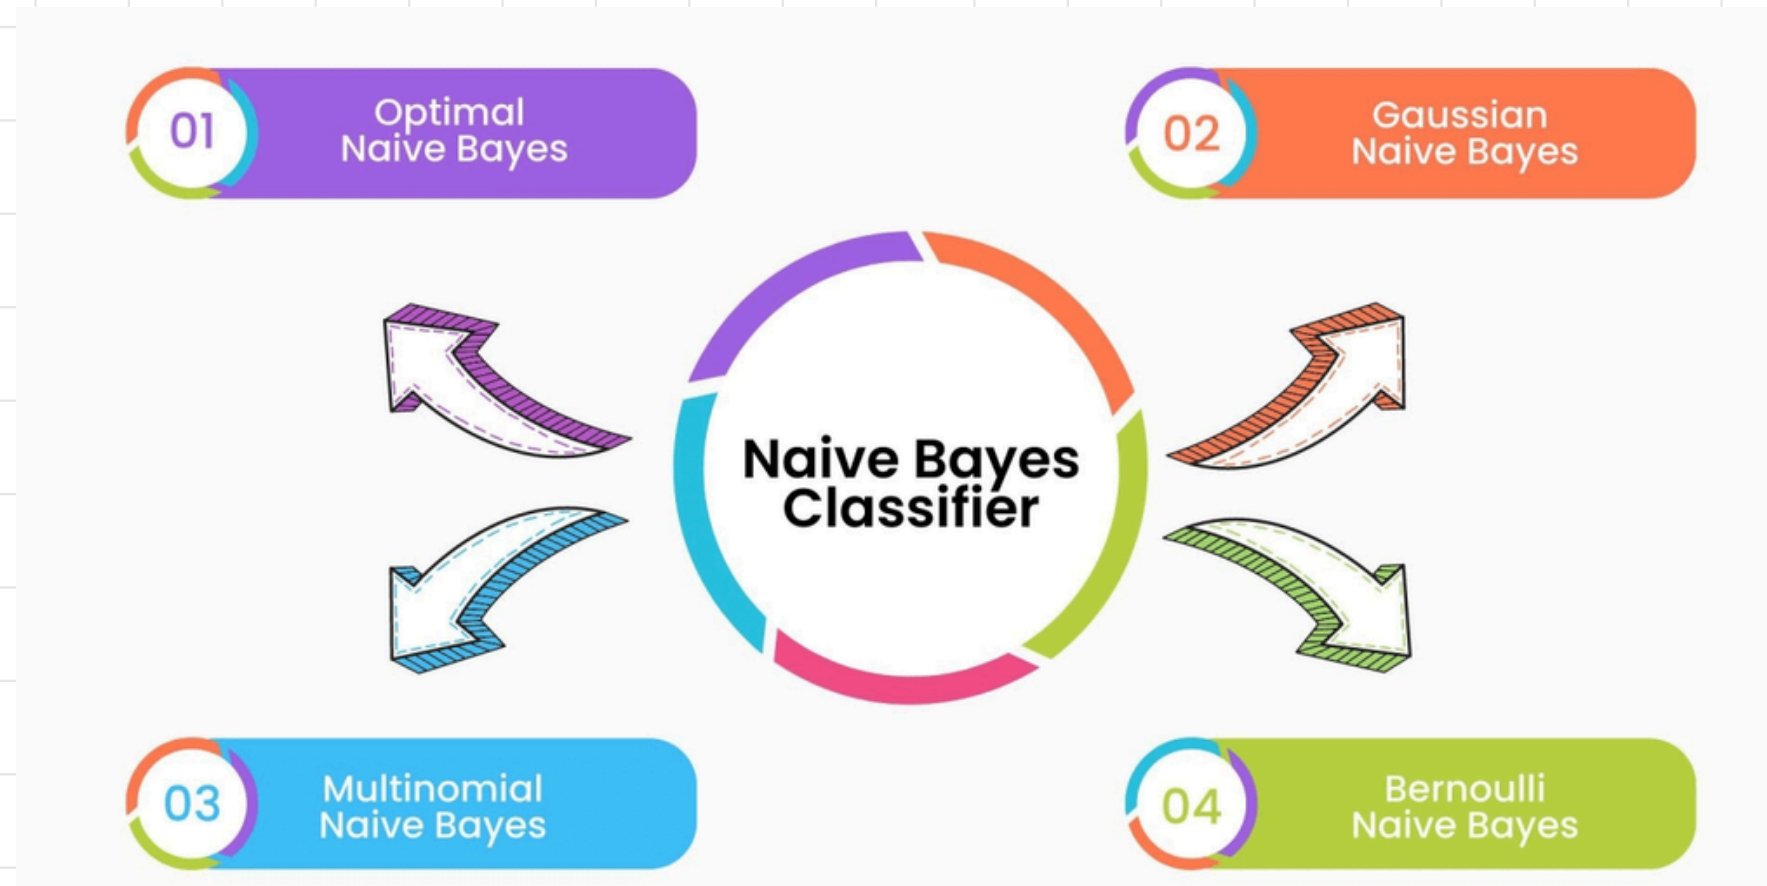 01
Optimal
Naive Bayes
02
Gaussian
Naive Bayes
Naive Bayes
Classifier
03
Multinomial
Naive Bayes
04
Bernoulli
Naive Bayes